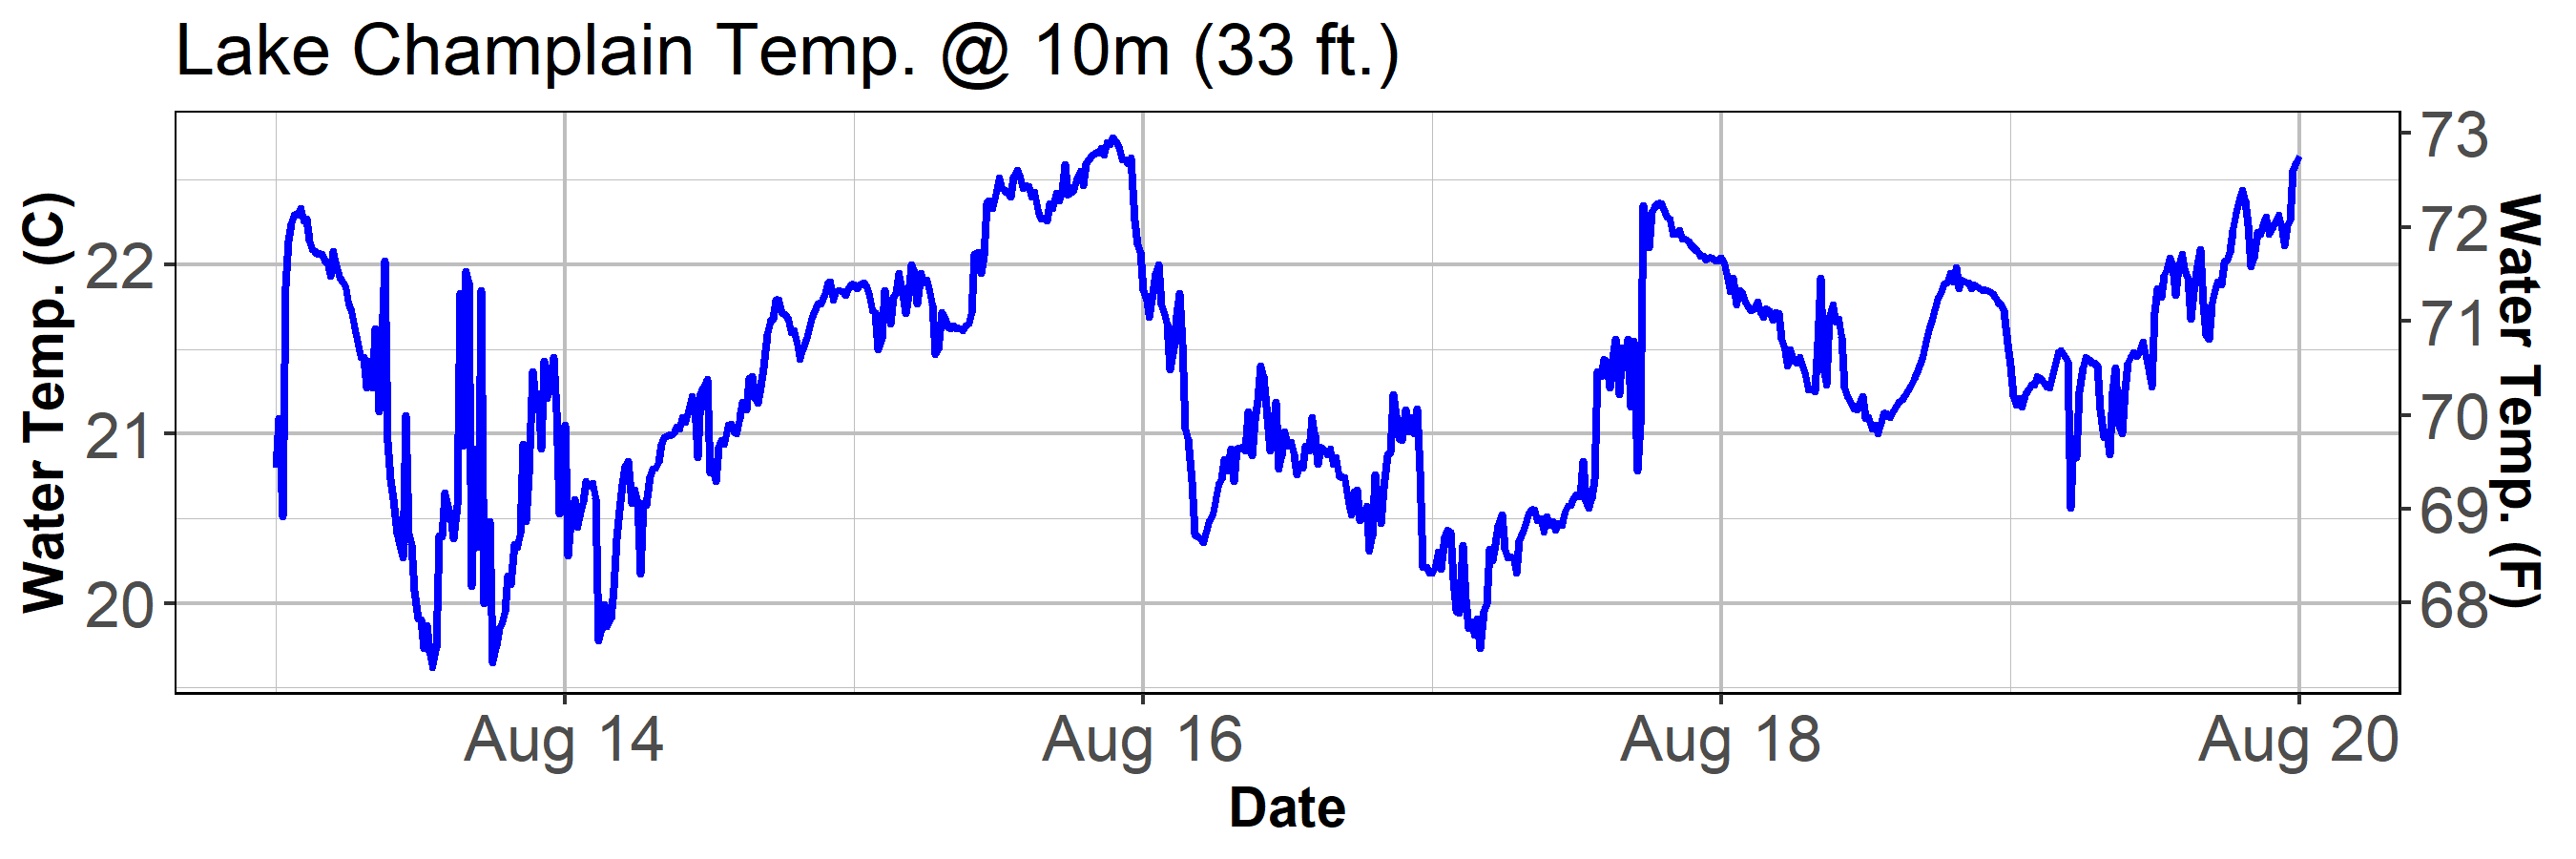 Lake Champlain Temp. @ 10m (33 ft.)
Water Temp. (C)
22
21
20
73
72
71
70
69
68
Water Temp. (F)
Aug 14
Aug 16
Aug 18
Aug 20
Date